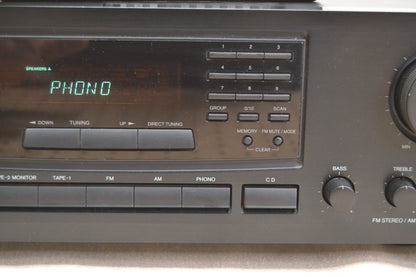 SPEAKERS A
PHONO
1 2 3
4 5 6
7 8 9
GROUP 0/10 SCAN
DOWN TUNING UP DIRECT TUNING
MEMORY FM MUTE / MODE
CLEAR
MIN
PE-2 MONITOR TAPE-1 FM AM PHONO CD
BASS TREBLE
FM STEREO / AM